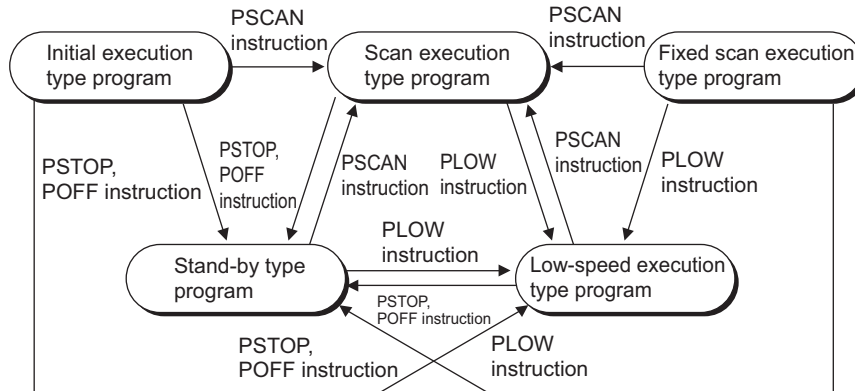 PSCAN
instruction
PSCAN
instruction
Initial execution
type program
Scan execution
type program
Fixed scan execution
type program
PSTOP,
POFF instruction
PSTOP,
POFF
instruction
PSCAN
instruction
PLOW
instruction
PSCAN
instruction
PLOW
instruction
Stand-by type
program
PLOW
instruction
Low-speed execution
type program
PSTOP,
POFF instruction
PSTOP,
POFF instruction
PLOW
instruction